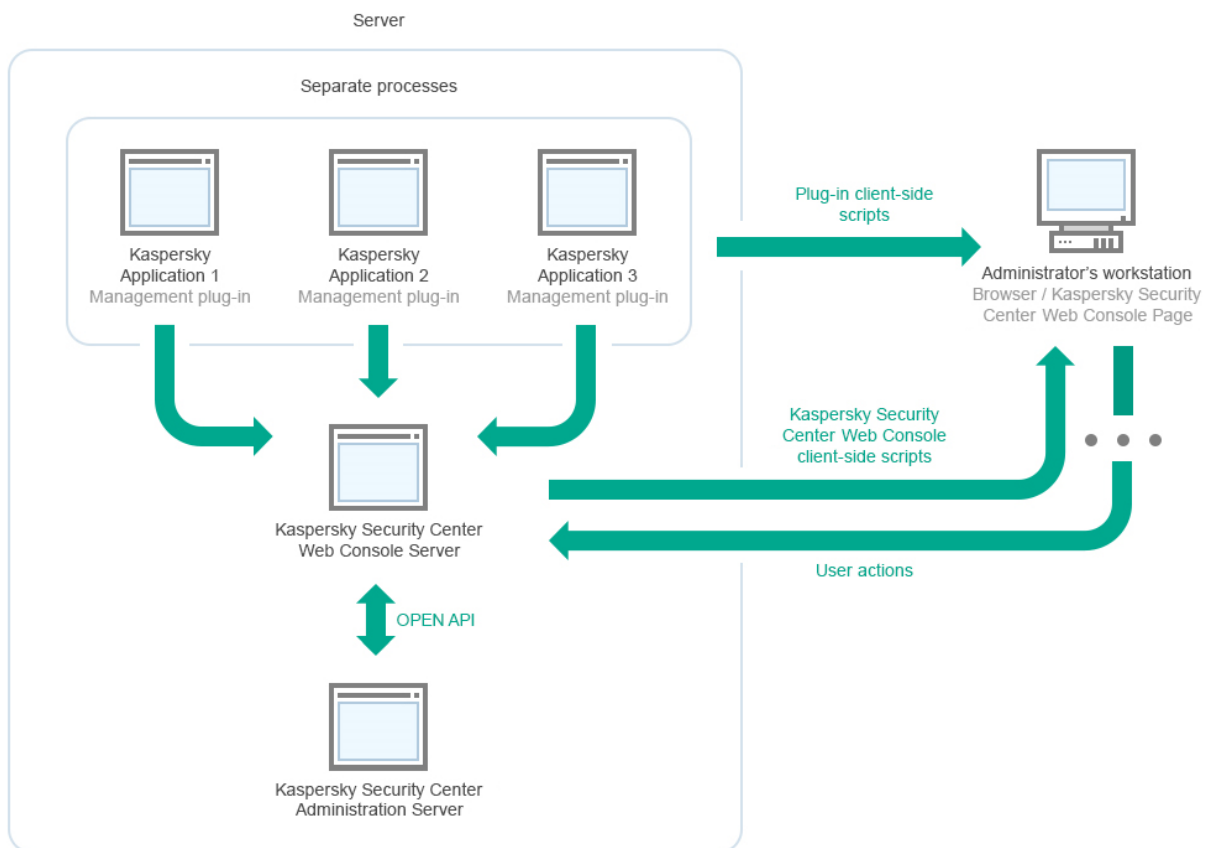 Server
Separate processes
Kaspersky
Application 1
Management plug-in
Kaspersky
Application 2
Management plug-in
Kaspersky
Application 3
Management plug-in
Plug-in client-side
scripts
Administrator's workstation
Browser / Kaspersky Security
Center Web Console Page
Kaspersky Security
Center Web Console
client-side scripts
Kaspersky Security Center
Web Console Server
User actions
OPEN API
Kaspersky Security Center
Administration Server